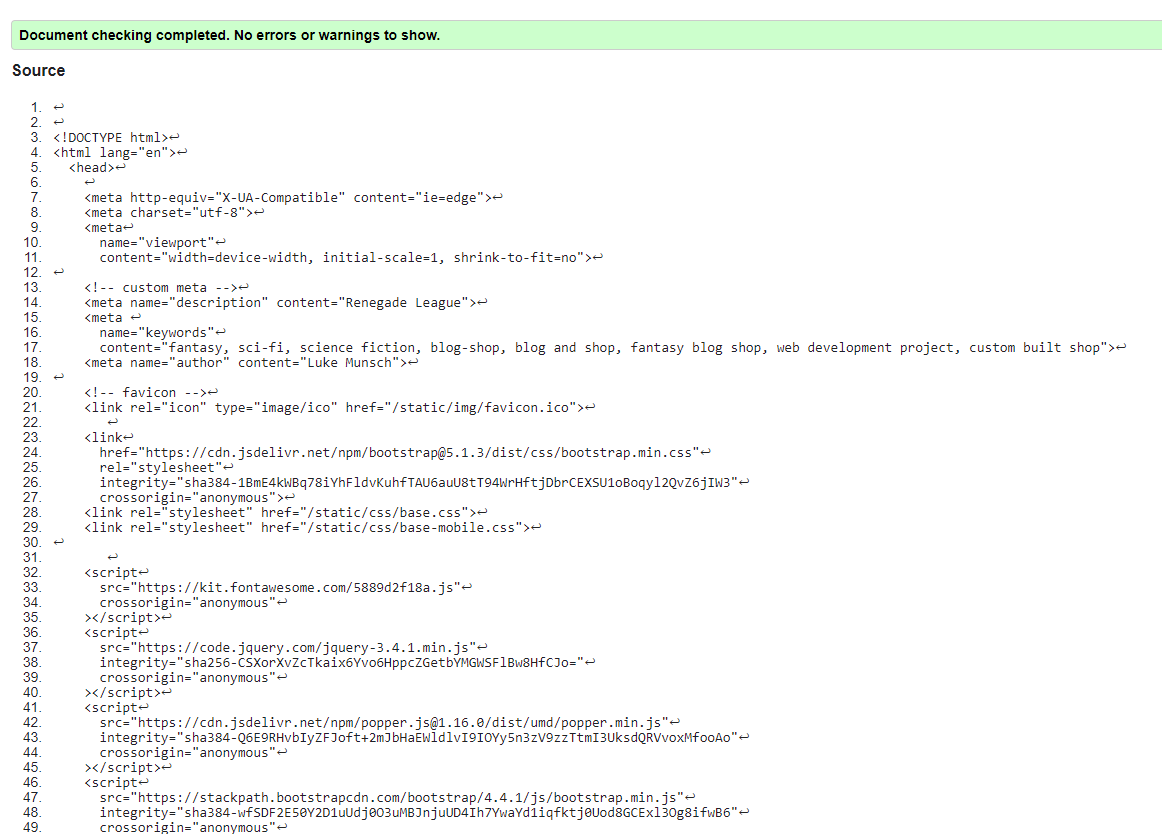 Document checking completed. No errors or warnings to show.
Source
1. ↩
2. ↩
3. <!DOCTYPE html>↩
4. <html lang="en">↩
5.   <head>↩
6.     ↩
7.     <meta http-equiv="X-UA-Compatible" content="ie=edge">↩
8.     <meta charset="utf-8">↩
9.     <meta↩
10.       name="viewport"↩
11.       content="width=device-width, initial-scale=1, shrink-to-fit=no">↩
12. ↩
13.     <!-- custom meta -->↩
14.     <meta name="description" content="Renegade League">↩
15.     <meta ↩
16.       name="keywords"↩
17.       content="fantasy, sci-fi, science fiction, blog-shop, blog and shop, fantasy blog shop, web development project, custom built shop">↩
18.     <meta name="author" content="Luke Munsch">↩
19. ↩
20.     <!-- favicon -->↩
21.     <link rel="icon" type="image/ico" href="/static/img/favicon.ico">↩
22.        ↩
23.     <link↩
24.       href="https://cdn.jsdelivr.net/npm/bootstrap@5.1.3/dist/css/bootstrap.min.css"↩
25.       rel="stylesheet"↩
26.       integrity="sha384-1BmE4kWBq78iYhFldvKuhfTAU6auU8tT94WrHftjDbrCEXSU1oBoqyl2QvZ6jIW3"↩
27.       crossorigin="anonymous">↩
28.     <link rel="stylesheet" href="/static/css/base.css">↩
29.     <link rel="stylesheet" href="/static/css/base-mobile.css">↩
30. ↩
31.        ↩
32.     <script↩
33.       src="https://kit.fontawesome.com/5889d2f18a.js"↩
34.       crossorigin="anonymous"↩
35.     ></script>↩
36.     <script↩
37.       src="https://code.jquery.com/jquery-3.4.1.min.js"↩
38.       integrity="sha256-CSXorXvZcTkaix6Yvo6HppcZGetbYMGWSFlBw8HfCJo="↩
39.       crossorigin="anonymous"↩
40.     ></script>↩
41.     <script↩
42.       src="https://cdn.jsdelivr.net/npm/popper.js@1.16.0/dist/umd/popper.min.js"↩
43.       integrity="sha384-Q6E9RHvbIyZFJoft+2mJbHaEWldlvI9IOYy5n3zV9zzTtmI3UksdQRVvoxMfooAo"↩
44.       crossorigin="anonymous"↩
45.     ></script>↩
46.     <script↩
47.       src="https://stackpath.bootstrapcdn.com/bootstrap/4.4.1/js/bootstrap.min.js"↩
48.       integrity="sha384-wfSDF2E50Y2D1uUdj0O3uMBJnjuUD4Ih7YwaYd1iqfktj0Uod8GCExl3Og8ifwB6"↩
49.       crossorigin="anonymous"↩